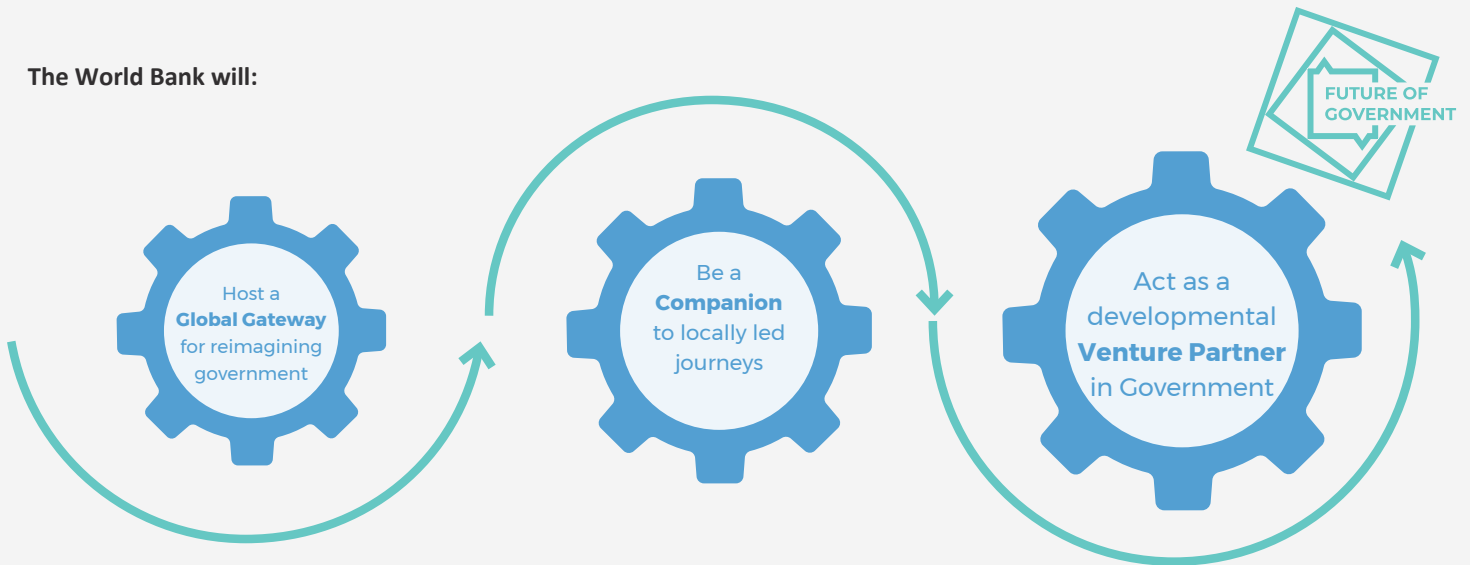 The World Bank will:
FUTURE OF
GOVERNMENT
Host a
Global Gateway
for reimagining
government
Be a
Companion
to locally led
journeys
Act as a
developmental
Venture Partner
in Government